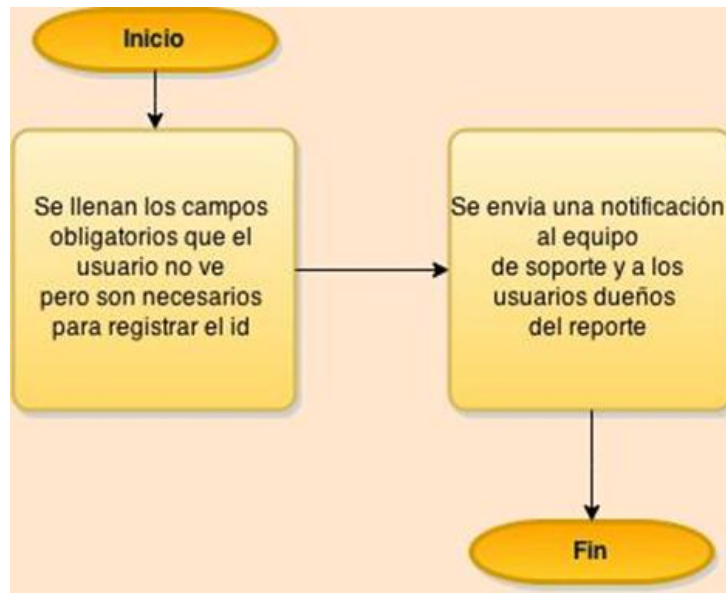 Inicio
Se llenan los campos
obligatorios que el
usuario no ve
pero son necesarios
para registrar el id
Se envia una notificación
al equipo
de soporte y a los
usuarios dueños
del reporte
Fin